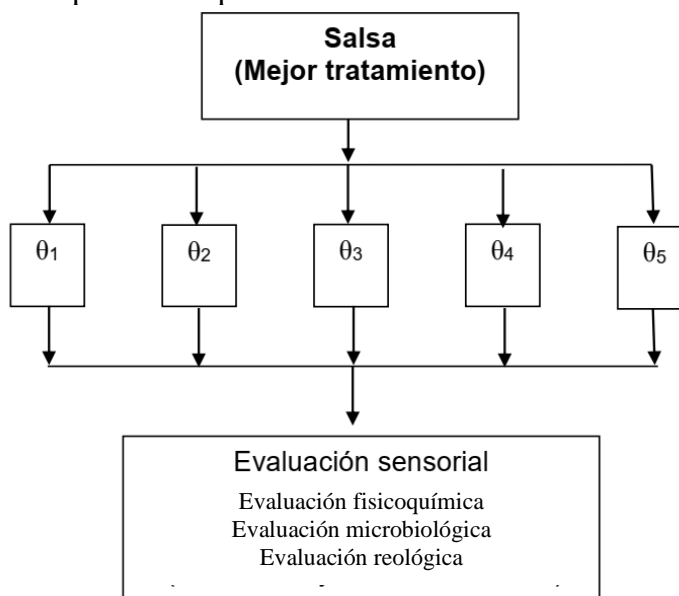 Salsa
(Mejor tratamiento)
θ1 θ2 θ3 θ4 θ5
Evaluación sensorial
Evaluación fisicoquímica
Evaluación microbiológica
Evaluación reológica